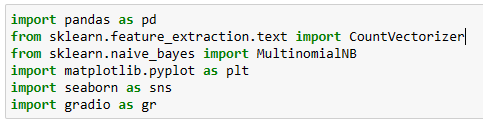 import pandas as pd
from sklearn.feature_extraction.text import CountVectorizer
from sklearn.naive_bayes import MultinomialNB
import matplotlib.pyplot as plt
import seaborn as sns
import gradio as gr